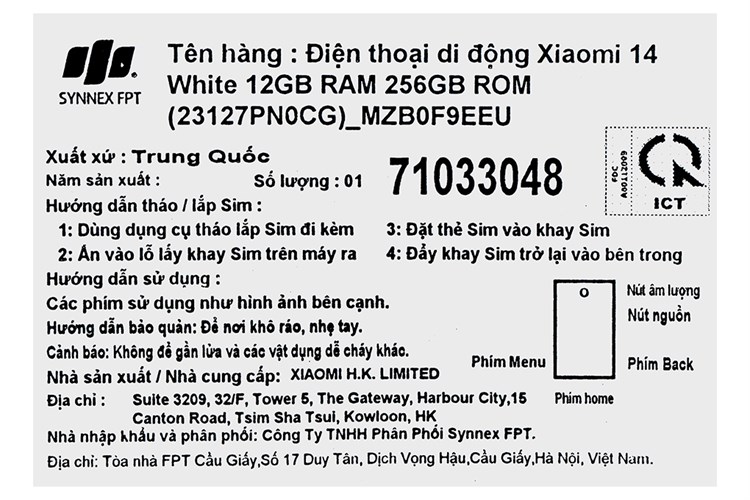 SYNNEX FPT
Tên hàng : Điện thoại di động Xiaomi 14
White 12GB RAM 256GB ROM
(23127PN0CG)_MZB0F9EEU
Xuất xứ : Trung Quốc
Năm sản xuất :
Số lượng : 01
71033048
FDC
A0011Z0099
ICT
Hướng dẫn tháo / lắp Sim :
1: Dùng dụng cụ tháo lắp Sim đi kèm
3: Đặt thẻ Sim vào khay Sim
2: Ấn vào lỗ lấy khay Sim trên máy ra
4: Đẩy khay Sim trở lại vào bên trong
Hướng dẫn sử dụng :
Các phím sử dụng như hình ảnh bên cạnh.
Hướng dẫn bảo quản: Để nơi khô ráo, nhẹ tay.
Cảnh báo: Không để gần lửa và các vật dụng dễ cháy khác.
Nút âm lượng
Nút nguồn
Phím Menu
Phím Back
Phím home
Nhà sản xuất / Nhà cung cấp: XIAOMI H.K. LIMITED
Địa chỉ : Suite 3209, 32/F, Tower 5, The Gateway, Harbour City,15
Canton Road, Tsim Sha Tsui, Kowloon, HK
Nhà nhập khẩu và phân phối: Công Ty TNHH Phân Phối Synnex FPT.
Địa chỉ: Tòa nhà FPT Cầu Giấy,Số 17 Duy Tân, Dịch Vọng Hậu,Cầu Giấy,Hà Nội, Việt Nam.